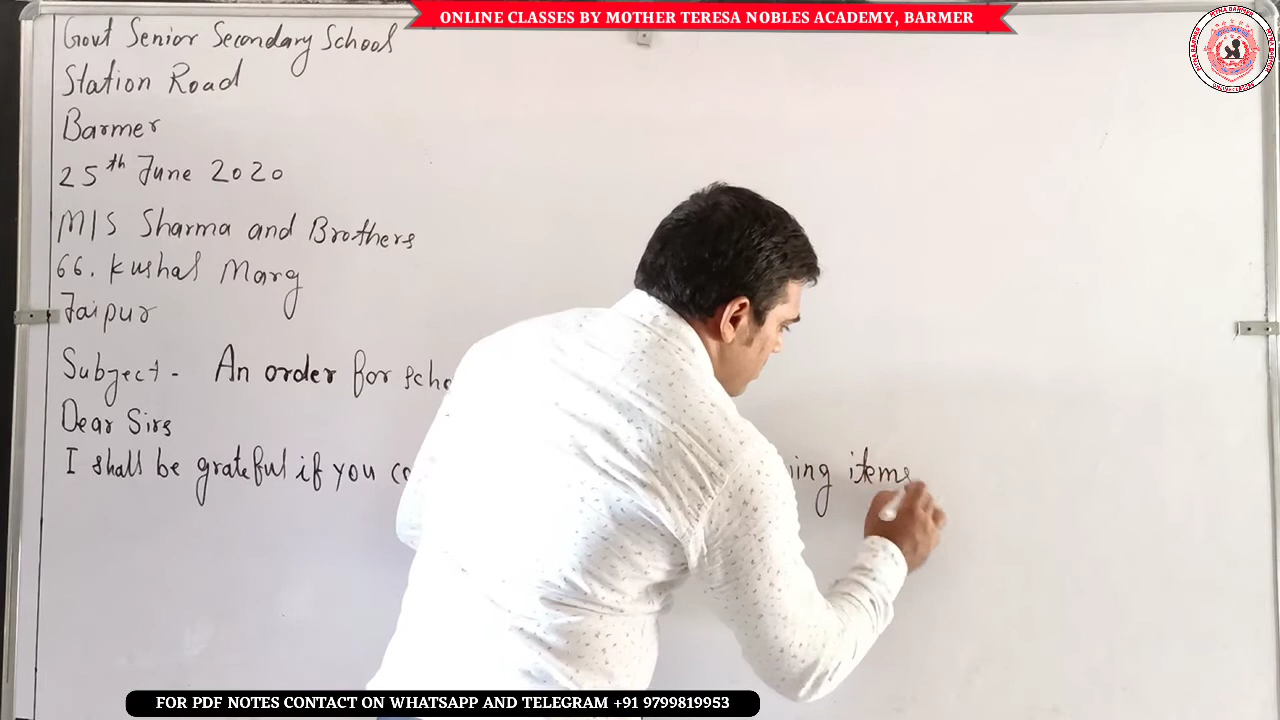 ONLINE CLASSES BY MOTHER TERESA NOBLES ACADEMY, BARMER
Govt Senior Secondary School
Station Road
Barmer
25th June 2020
M/S Sharma and Brothers
66. Kushal Marg
Jaipur
Subject - An order for
Dear Sirs
I shall be grateful if you items
FOR PDF NOTES CONTACT ON WHATSAPP AND TELEGRAM +91 9799819953